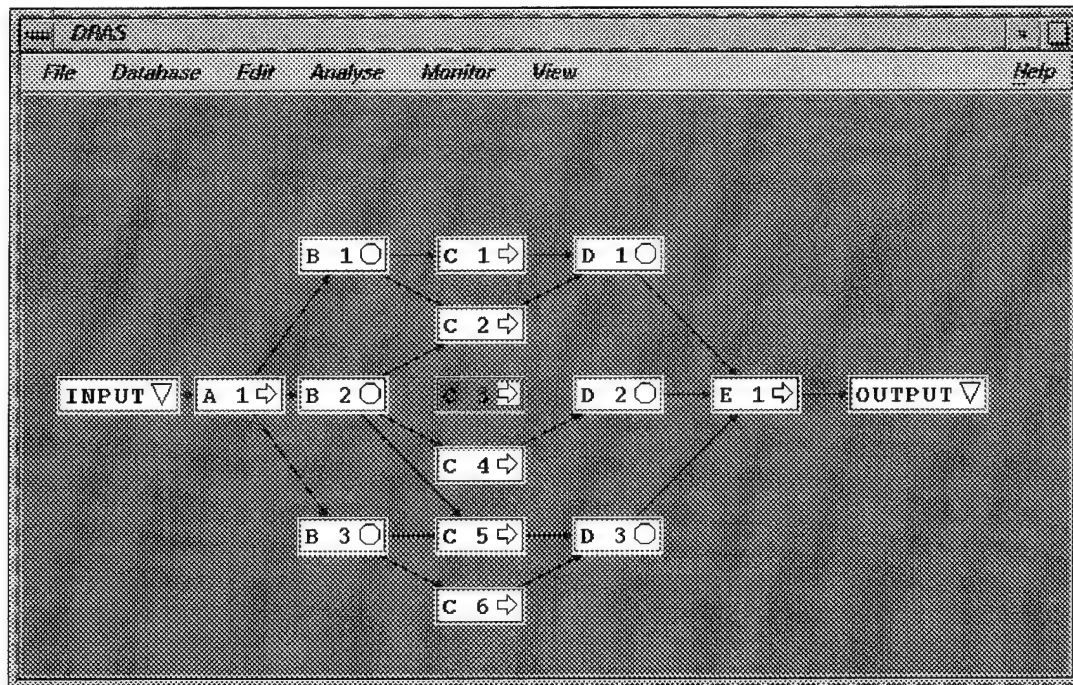 DRAS
File Database Edit Analyse Monitor View Help
B 1 C 1 D 1
C 2
INPUT A 1 B 2 C 3 D 2 E 1 OUTPUT
C 4
B 3 C 5 D 3
C 6